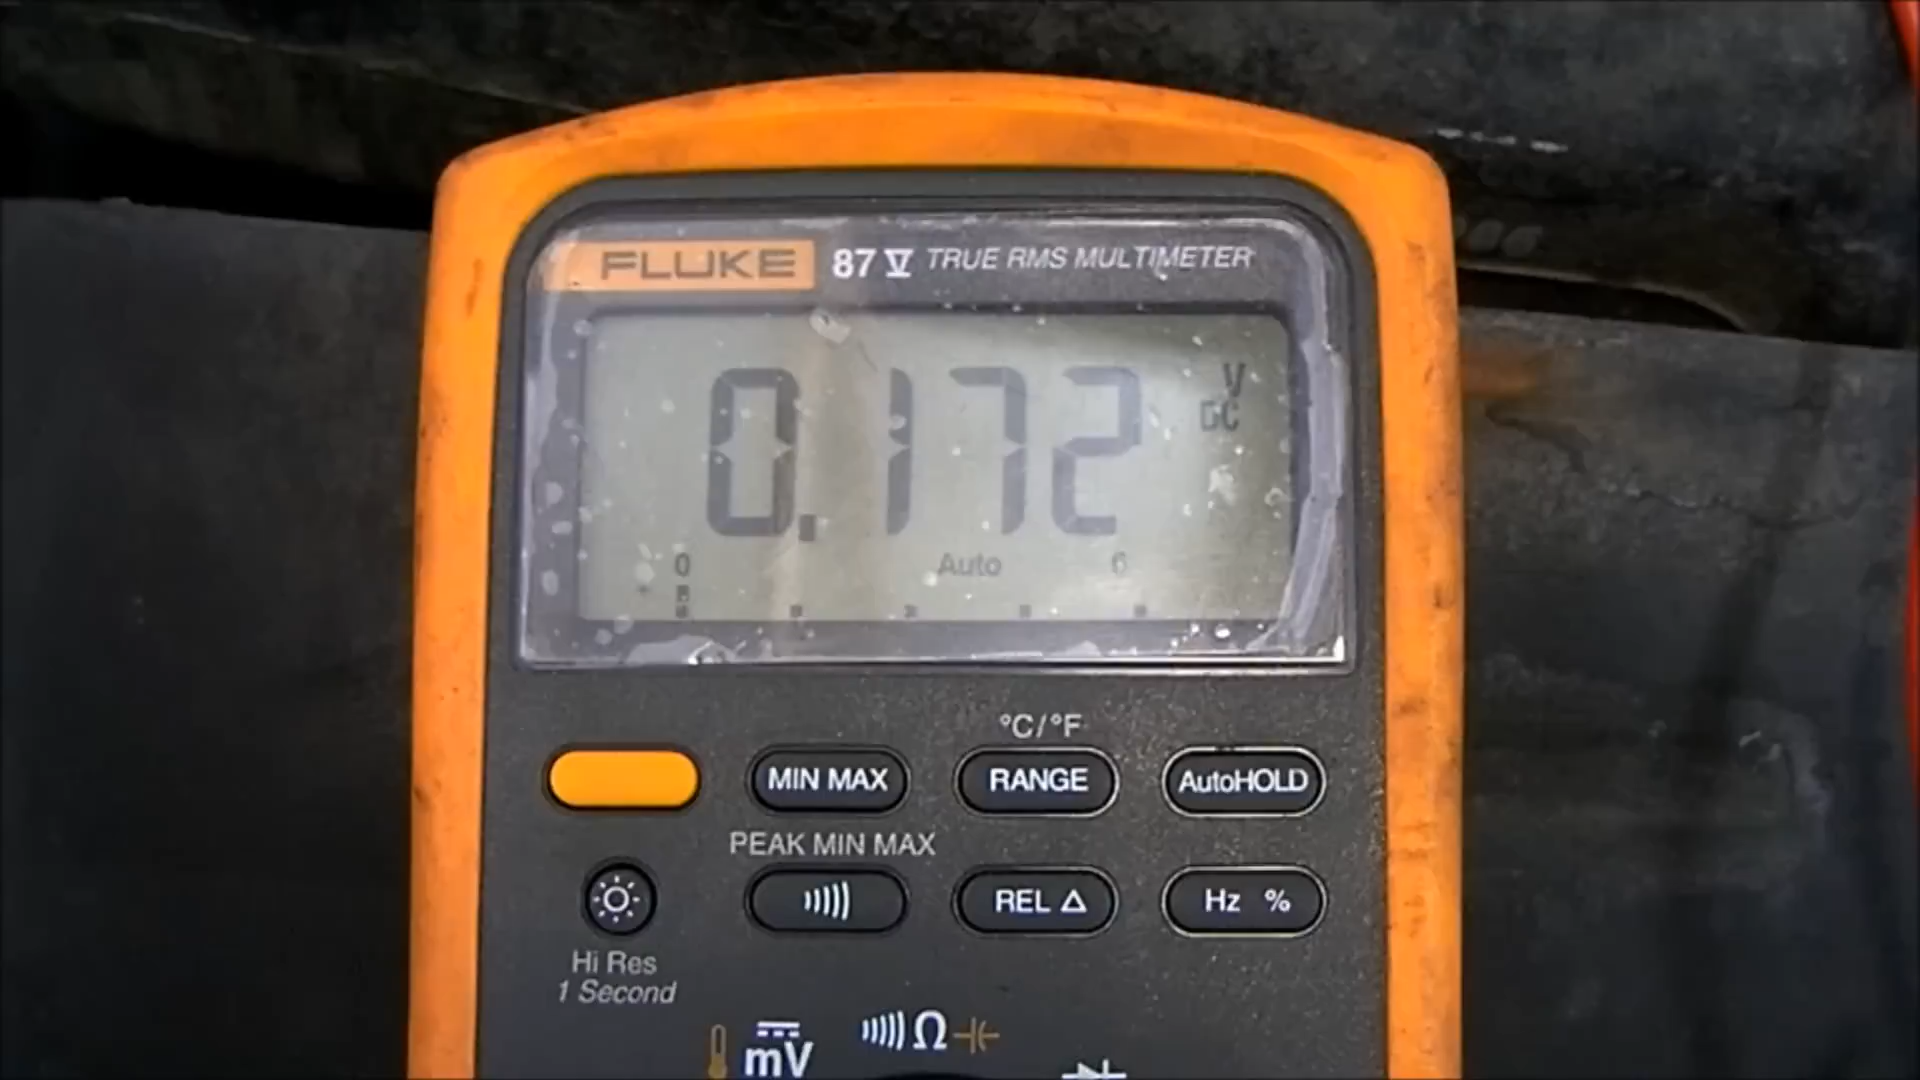 FLUKE 87 V TRUE RMS MULTIMETER
0.172 V DC
0 Auto 6
°C/°F
MIN MAX RANGE AutoHOLD
PEAK MIN MAX
REL Δ Hz %
Hi Res
1 Second
mV Ω